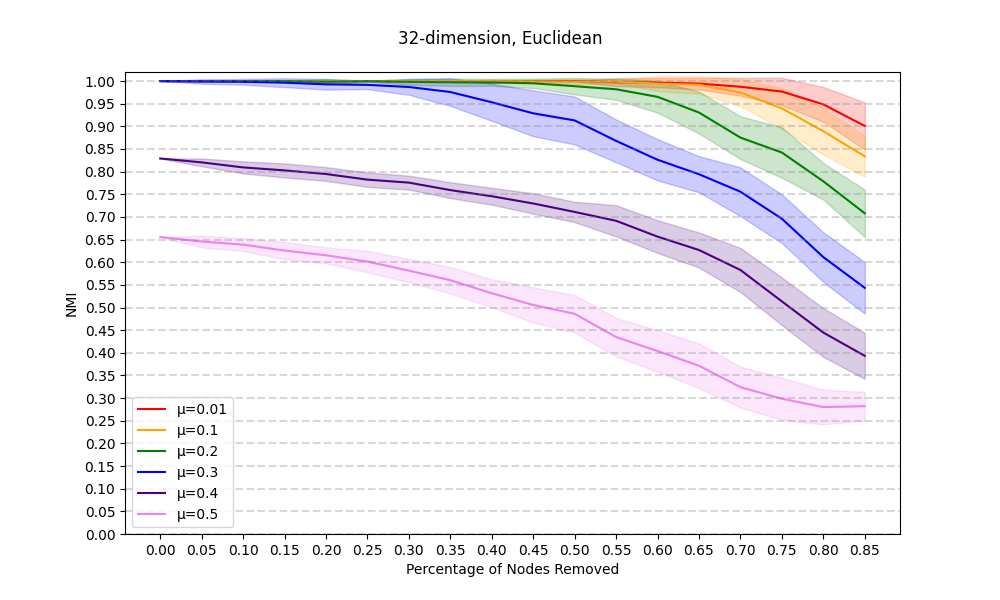 32-dimension, Euclidean
NMI
1.00
0.95
0.90
0.85
0.80
0.75
0.70
0.65
0.60
0.55
0.50
0.45
0.40
0.35
0.30
0.25
0.20
0.15
0.10
0.05
0.00
μ=0.01
μ=0.1
μ=0.2
μ=0.3
μ=0.4
μ=0.5
0.00 0.05 0.10 0.15 0.20 0.25 0.30 0.35 0.40 0.45 0.50 0.55 0.60 0.65 0.70 0.75 0.80 0.85
Percentage of Nodes Removed